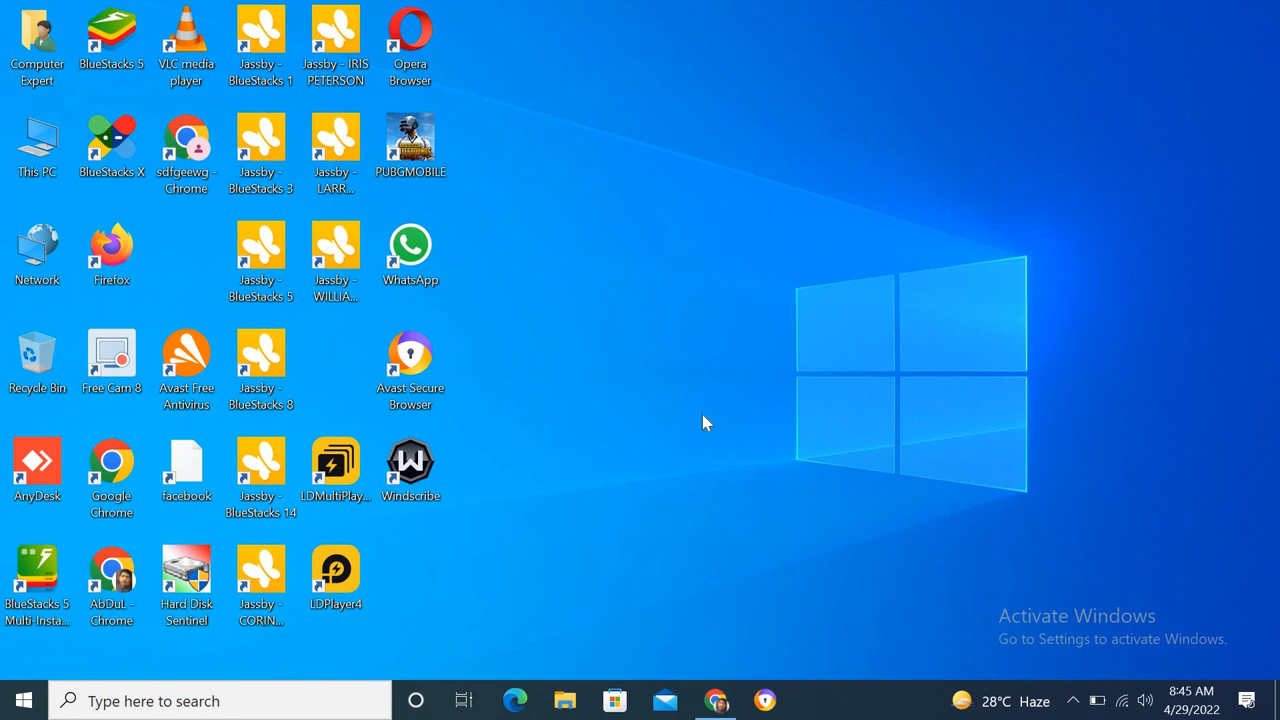 Computer
Expert
BlueStacks 5
VLC media
player
Jassby -
BlueStacks 1
Jassby - IRIS
PETERSON
Opera
Browser
This PC
BlueStacks X
sdfgeewg -
Chrome
Jassby -
BlueStacks 3
Jassby -
LARR...
PUBGMOBILE
Network
Firefox
Jassby -
BlueStacks 5
Jassby -
WILLIA...
WhatsApp
Recycle Bin
Free Cam 8
Avast Free
Antivirus
Jassby -
BlueStacks 8
Avast Secure
Browser
AnyDesk
Google
Chrome
facebook
Jassby -
BlueStacks 14
LDMultiPlay...
Windscribe
BlueStacks 5
Multi-Insta...
AbDuL -
Chrome
Hard Disk
Sentinel
Jassby -
CORIN...
LDPlayer4
Activate Windows
Go to Settings to activate Windows.
Type here to search
28°C Haze
8:45 AM
4/29/2022